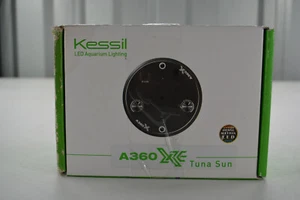 Kessil
LED Aquarium Lighting
A360XE
Tuna Sun